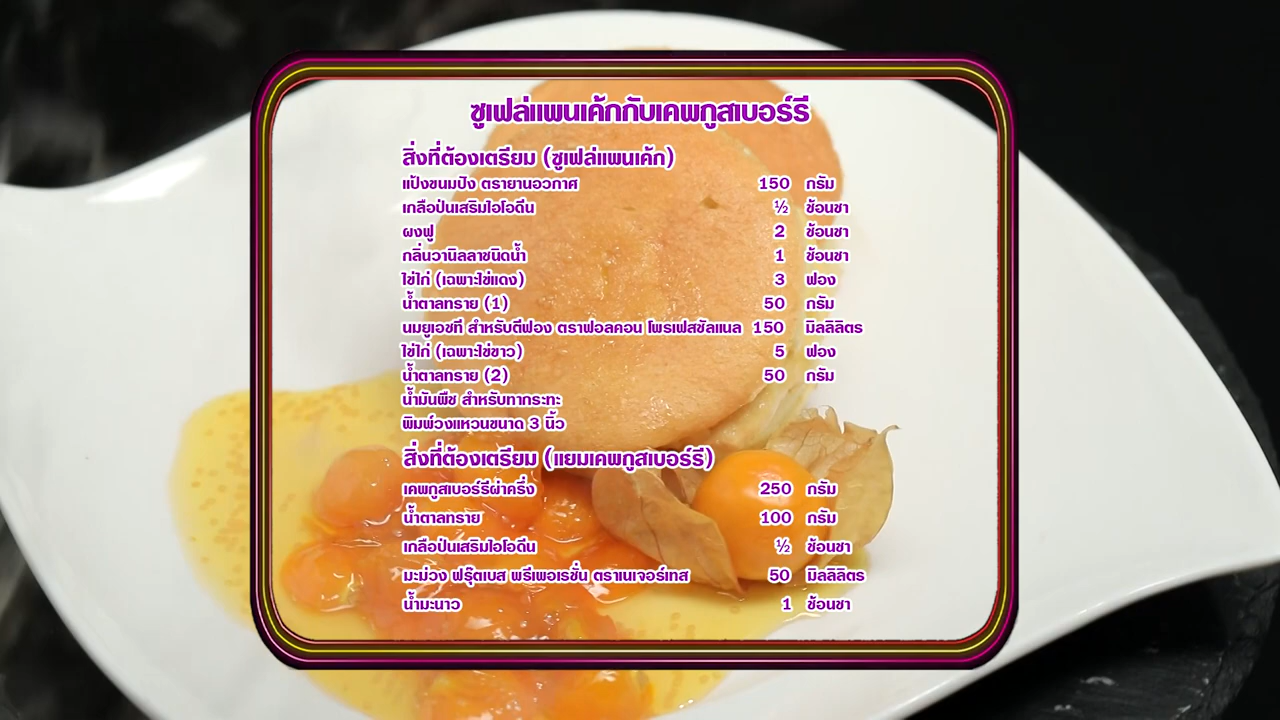 ซูเฟล่แพนเค้กกับเคพกูสเบอร์รี
สิ่งที่ต้องเตรียม (ซูเฟล่แพนเค้ก)
แป้งขนมปัง ตรายานอวกาศ 150 กรัม
เกลือป่นเสริมไอโอดีน ½ ช้อนชา
ผงฟู 2 ช้อนชา
กลิ่นวานิลลาชนิดน้ำ 1 ช้อนชา
ไข่ไก่ (เฉพาะไข่แดง) 3 ฟอง
น้ำตาลทราย (1) 50 กรัม
นมยูเอชที สำหรับตีฟอง ตราฟอลคอน โพรเฟสชัลแนล 150 มิลลิลิตร
ไข่ไก่ (เฉพาะไข่ขาว) 5 ฟอง
น้ำตาลทราย (2) 50 กรัม
น้ำมันพืช สำหรับทากระทะ
พิมพ์วงแหวนขนาด 3 นิ้ว
สิ่งที่ต้องเตรียม (แยมเคพกูสเบอร์รี)
เคพกูสเบอร์รีผ่าครึ่ง 250 กรัม
น้ำตาลทราย 100 กรัม
เกลือป่นเสริมไอโอดีน ½ ช้อนชา
มะม่วง ฟรุ๊ตเบส พรีเพอเรชั่น ตราเนเจอร์เทส 50 มิลลิลิตร
น้ำมะนาว 1 ช้อนชา